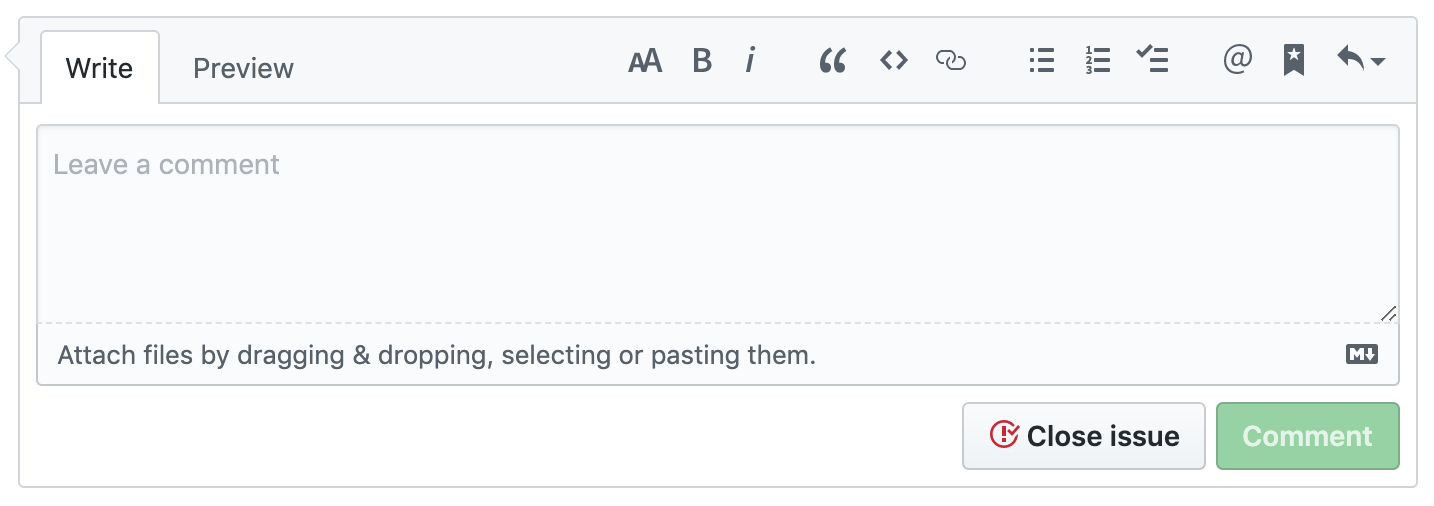 Write Preview AA B i “ <> @
Leave a comment
Attach files by dragging & dropping, selecting or pasting them. M↓
Close issue Comment